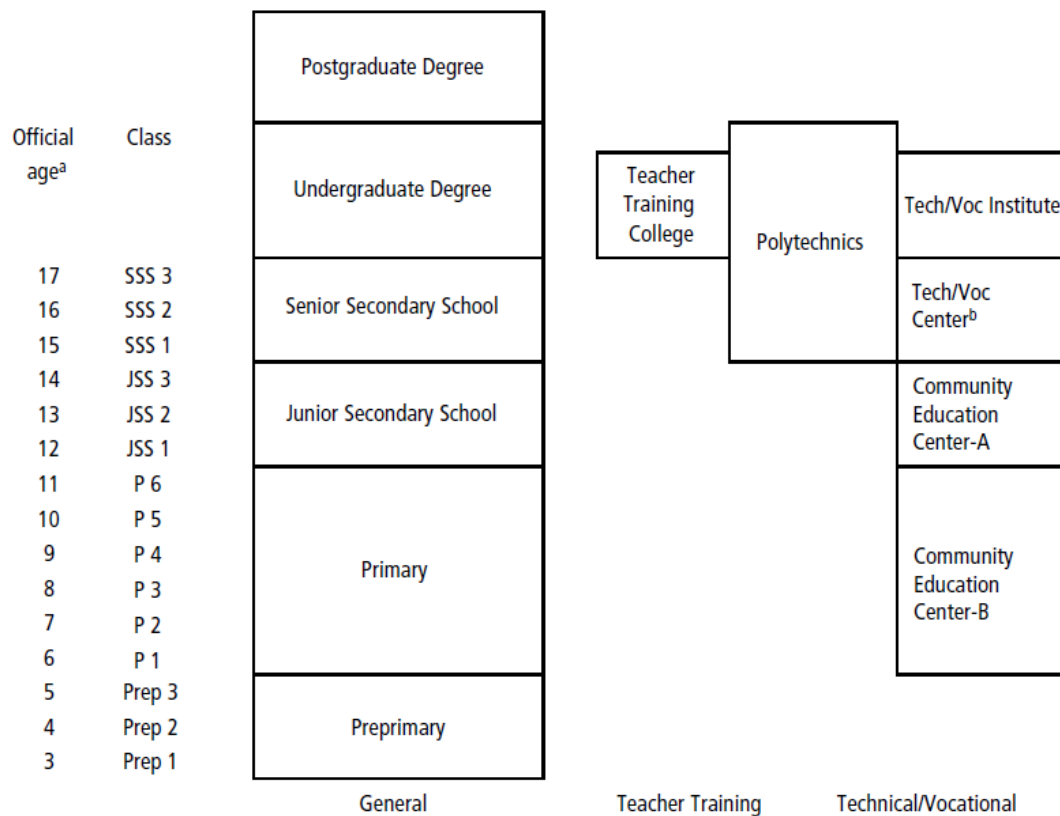 Postgraduate Degree
Official
age^a
Class
Undergraduate Degree
Teacher
Training
College
Polytechnics
Tech/Voc Institute
17 SSS 3
16 SSS 2
15 SSS 1
Senior Secondary School
Tech/Voc
Center^b
14 JSS 3
13 JSS 2
12 JSS 1
Junior Secondary School
Community
Education
Center-A
11 P 6
10 P 5
9 P 4
8 P 3
7 P 2
6 P 1
Primary
Community
Education
Center-B
5 Prep 3
4 Prep 2
3 Prep 1
Preprimary
General
Teacher Training
Technical/Vocational